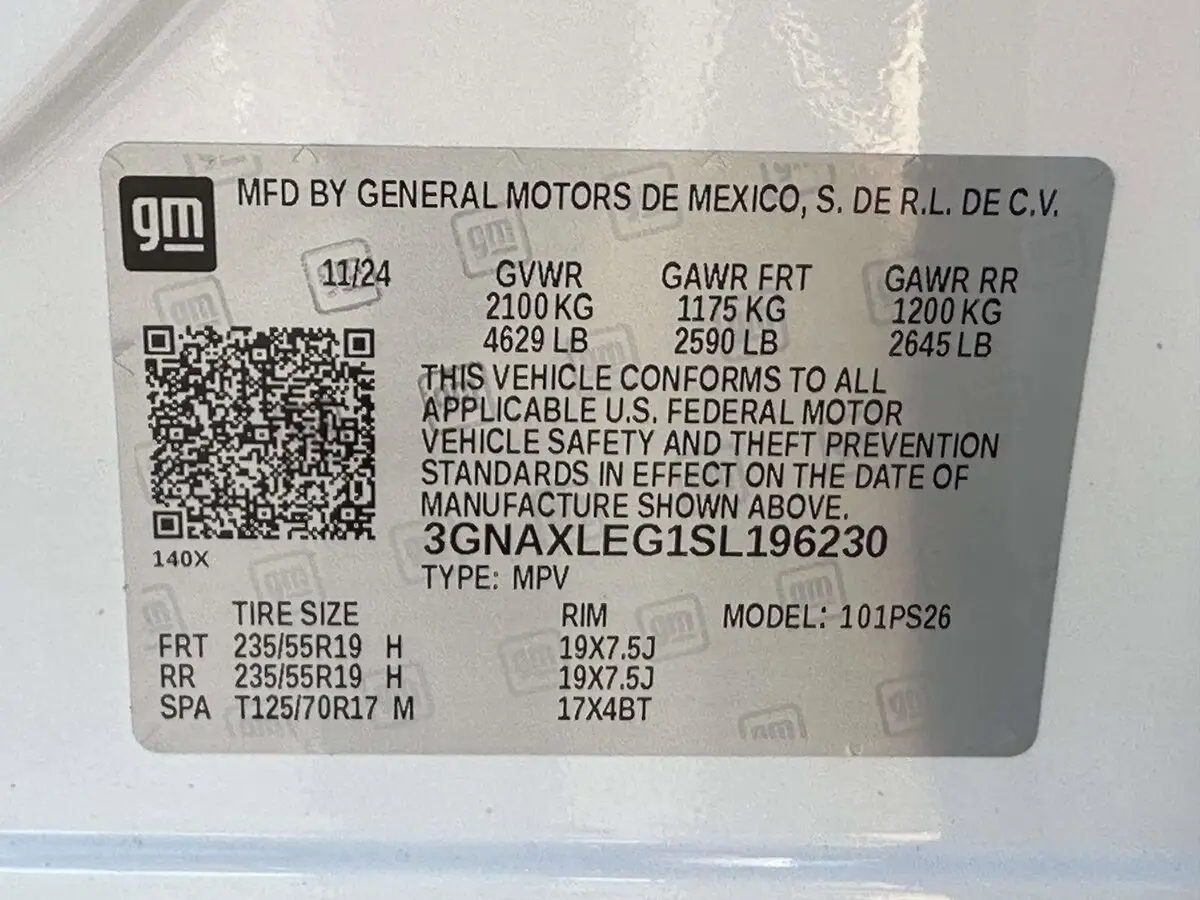 gm MFD BY GENERAL MOTORS DE MEXICO, S. DE R.L. DE C.V.
11/24 GVWR GAWR FRT GAWR RR
2100 KG 1175 KG 1200 KG
4629 LB 2590 LB 2645 LB
THIS VEHICLE CONFORMS TO ALL
APPLICABLE U.S. FEDERAL MOTOR
VEHICLE SAFETY AND THEFT PREVENTION
STANDARDS IN EFFECT ON THE DATE OF
MANUFACTURE SHOWN ABOVE.
3GNAXLEG1SL196230
140X
TYPE: MPV
TIRE SIZE RIM MODEL: 101PS26
FRT 235/55R19 H 19X7.5J
RR 235/55R19 H 19X7.5J
SPA T125/70R17 M 17X4BT